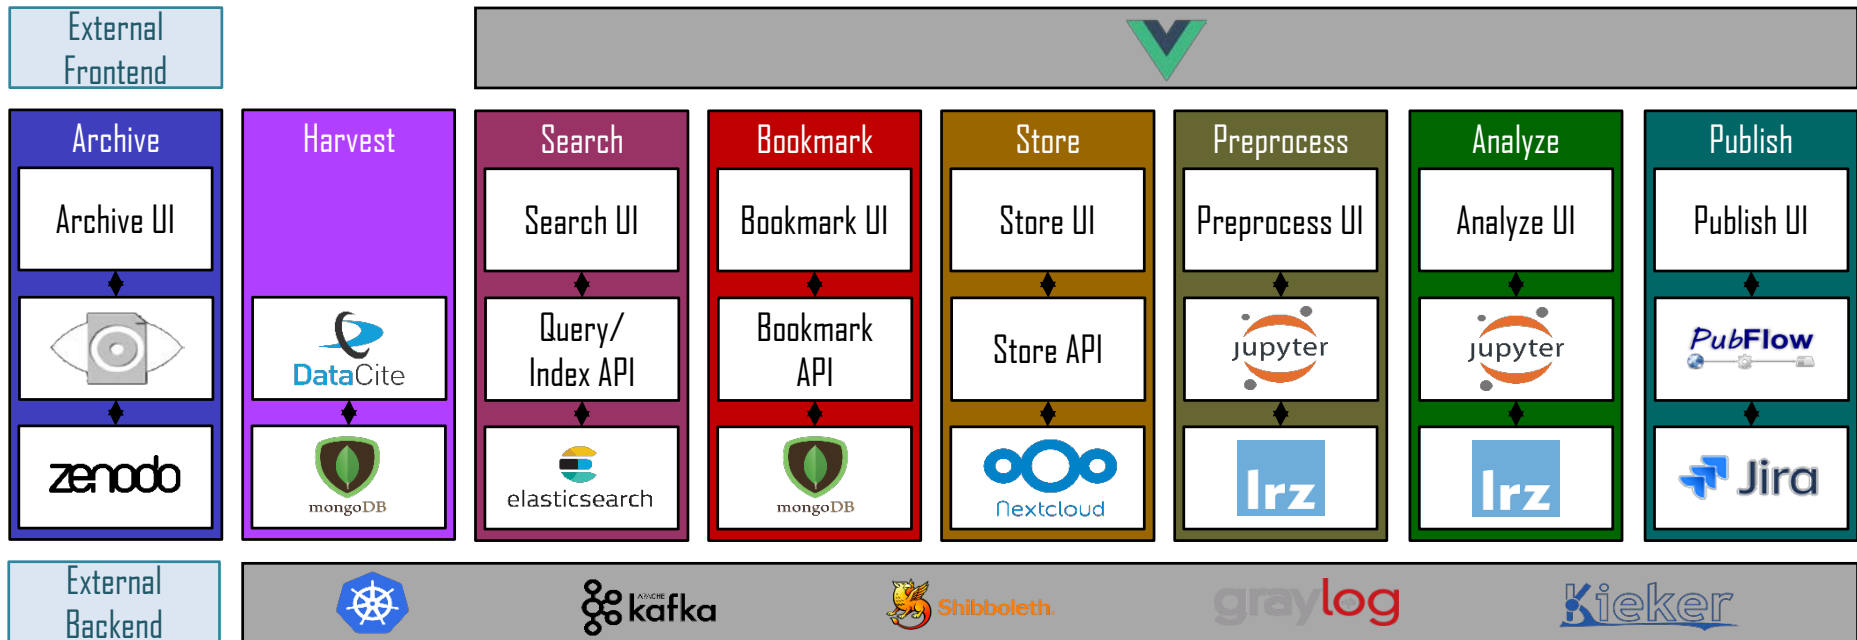 External
Frontend
Archive
Harvest
Search
Bookmark
Store
Preprocess
Analyze
Publish
Archive UI
Search UI
Bookmark UI
Store UI
Preprocess UI
Analyze UI
Publish UI
DataCite
Query/
Index API
Bookmark
API
Store API
jupyter
jupyter
PubFlow
zenodo
mongoDB
elasticsearch
mongoDB
Nextcloud
lrz
lrz
Jira
External
Backend
APACHE
kafka
Shibboleth.
graylog
Kieker